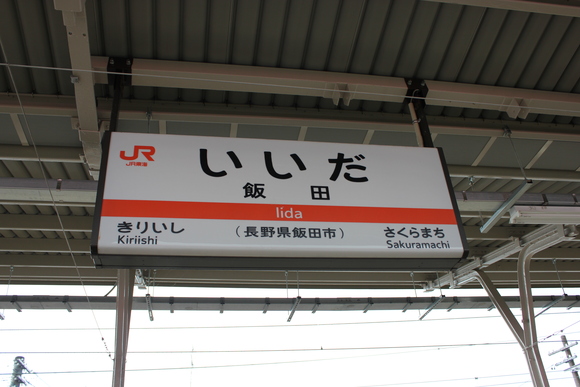 JR
JR東海
いいだ
飯田
Iida
きりいし
Kiriishi
（長野県飯田市）
さくらまち
Sakuramachi